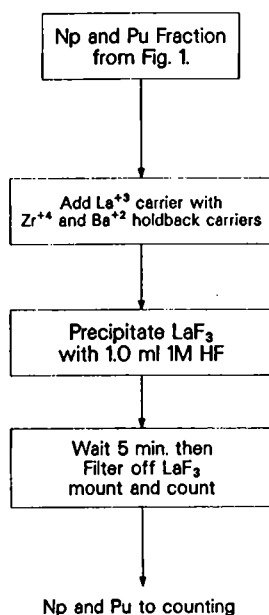 Np and Pu Fraction
from Fig. 1.
Add La⁺³ carrier with
Zr⁺⁴ and Ba⁺² holdback carriers
Precipitate LaF₃
with 1.0 ml 1M HF
Wait 5 min. then
Filter off LaF₃
mount and count
Np and Pu to counting